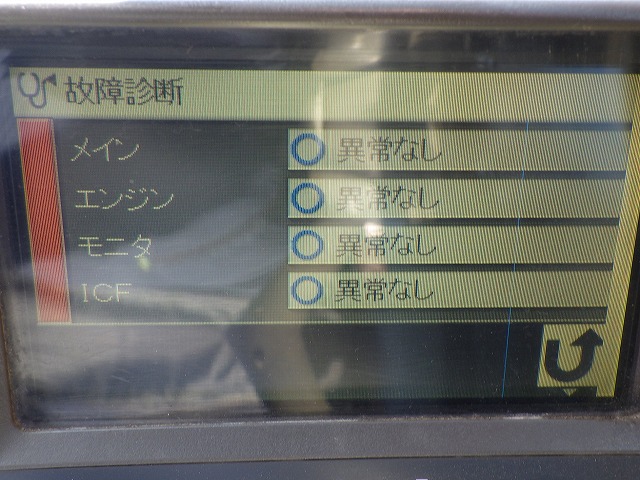 故障診断
メイン 異常なし
エンジン 異常なし
モニタ 異常なし
ICF 異常なし